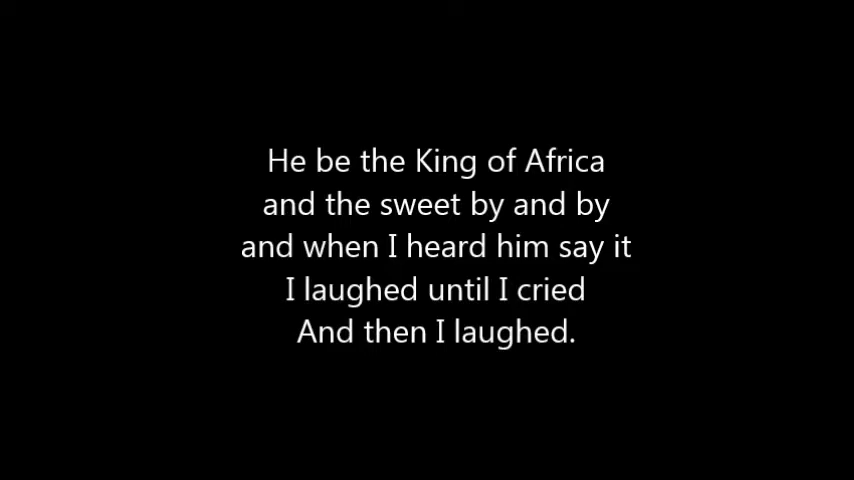 He be the King of Africa
and the sweet by and by
and when I heard him say it
I laughed until I cried
And then I laughed.